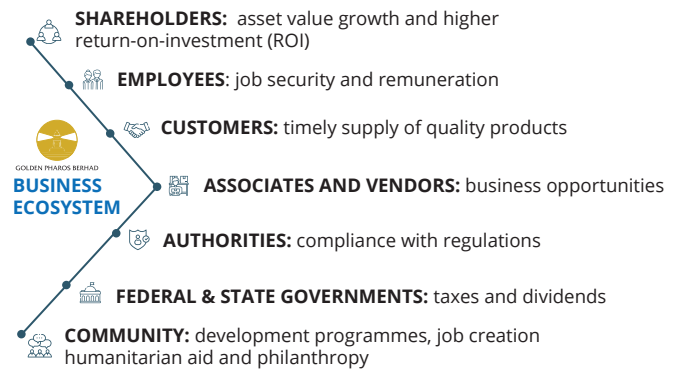 SHAREHOLDERS: asset value growth and higher
return-on-investment (ROI)
EMPLOYEES: job security and remuneration
CUSTOMERS: timely supply of quality products
GOLDEN PHAROS BERHAD
BUSINESS
ECOSYSTEM
ASSOCIATES AND VENDORS: business opportunities
AUTHORITIES: compliance with regulations
FEDERAL & STATE GOVERNMENTS: taxes and dividends
COMMUNITY: development programmes, job creation
humanitarian aid and philanthropy